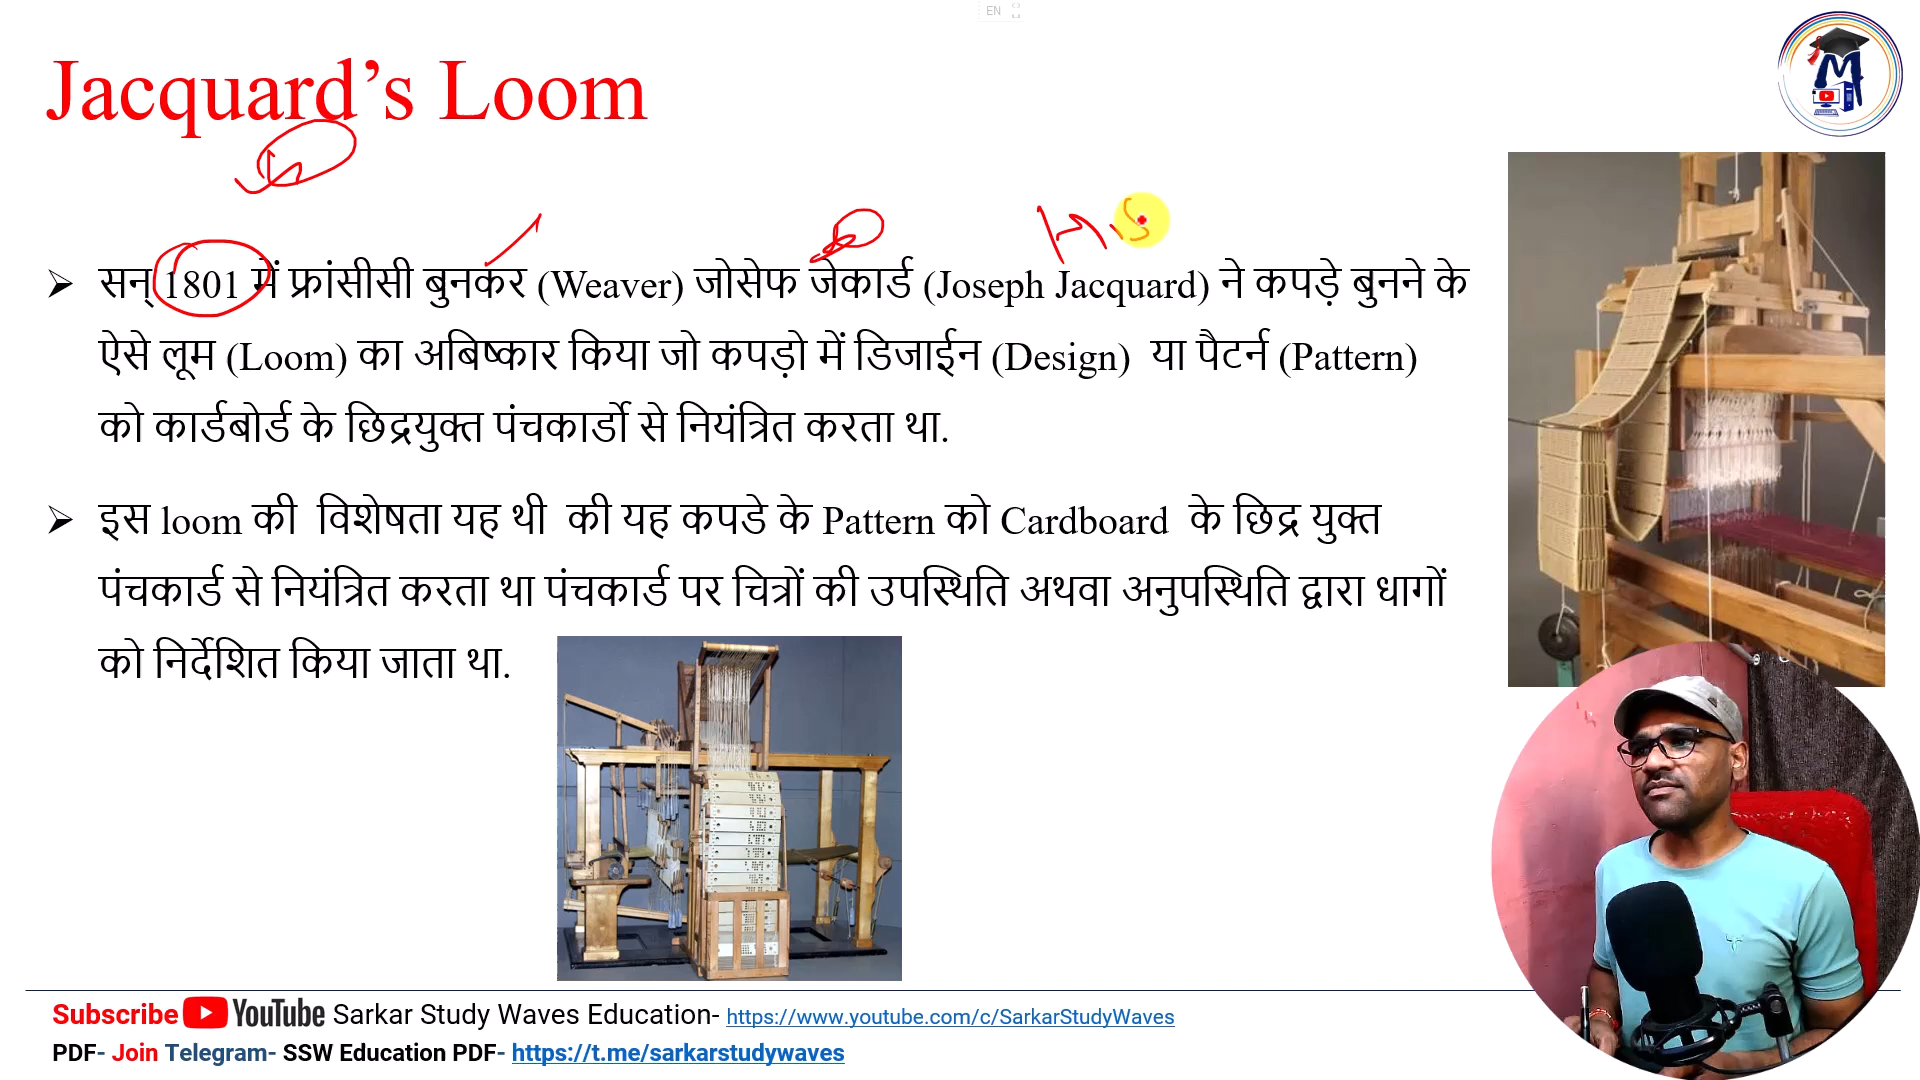 EN
Jacquard’s Loom
➢ सन् 1801 में फ्रांसीसी बुनकर (Weaver) जोसेफ जेकार्ड (Joseph Jacquard) ने कपड़े बुनने के
ऐसे लूम (Loom) का अबिष्कार किया जो कपड़ो में डिजाईन (Design) या पैटर्न (Pattern)
को कार्डबोर्ड के छिद्रयुक्त पंचकार्डो से नियंत्रित करता था.
➢ इस loom की विशेषता यह थी की यह कपडे के Pattern को Cardboard के छिद्र युक्त
पंचकार्ड से नियंत्रित करता था पंचकार्ड पर चित्रों की उपस्थिति अथवा अनुपस्थिति द्वारा धागों
को निर्देशित किया जाता था.
Subscribe YouTube Sarkar Study Waves Education- https://www.youtube.com/c/SarkarStudyWaves
PDF- Join Telegram- SSW Education PDF- https://t.me/sarkarstudywaves